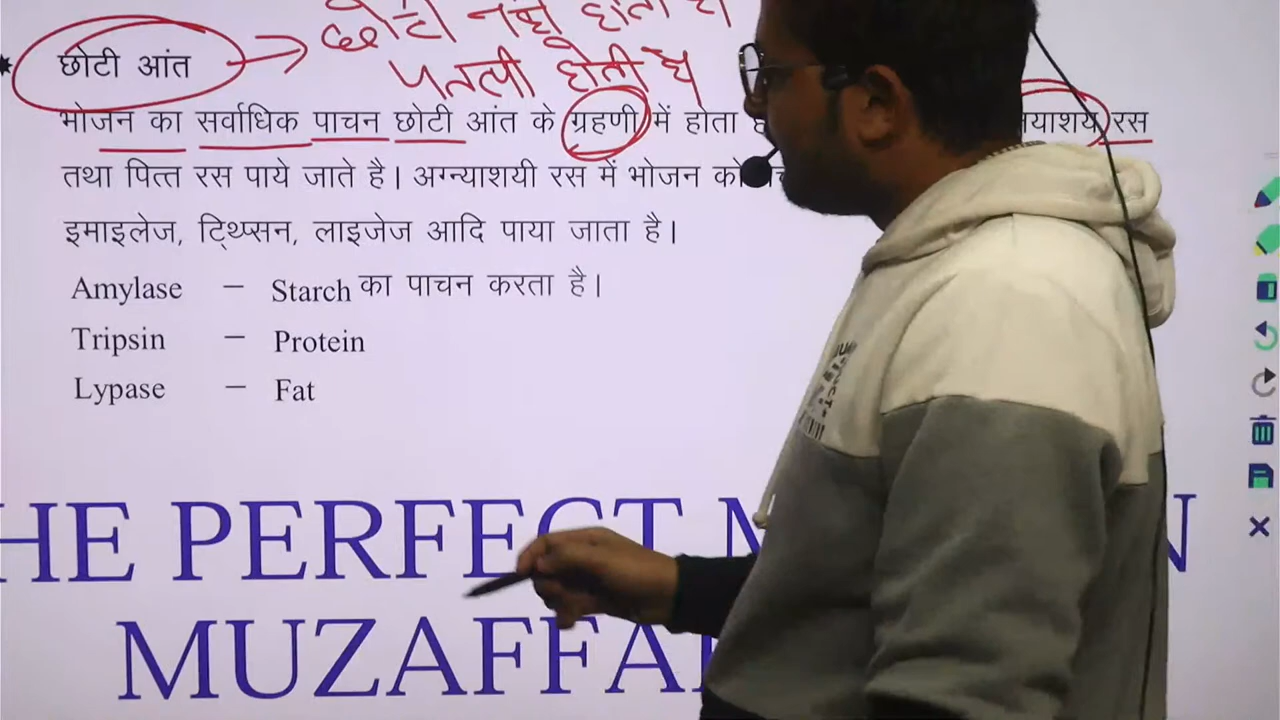 छोटी नही होती है
छोटी आंत
पतली होती है
भोजन का सर्वाधिक पाचन छोटी आंत के ग्रहणी में होता रस
तथा पित्त रस पाये जाते है। अग्न्याशयी रस में भोजन को
इमाइलेज, ट्रिप्सिन, लाइजेज आदि पाया जाता है।
Amylase – Starch का पाचन करता है।
Tripsin – Protein
Lypase – Fat
HE PERFECT
MUZAFFA